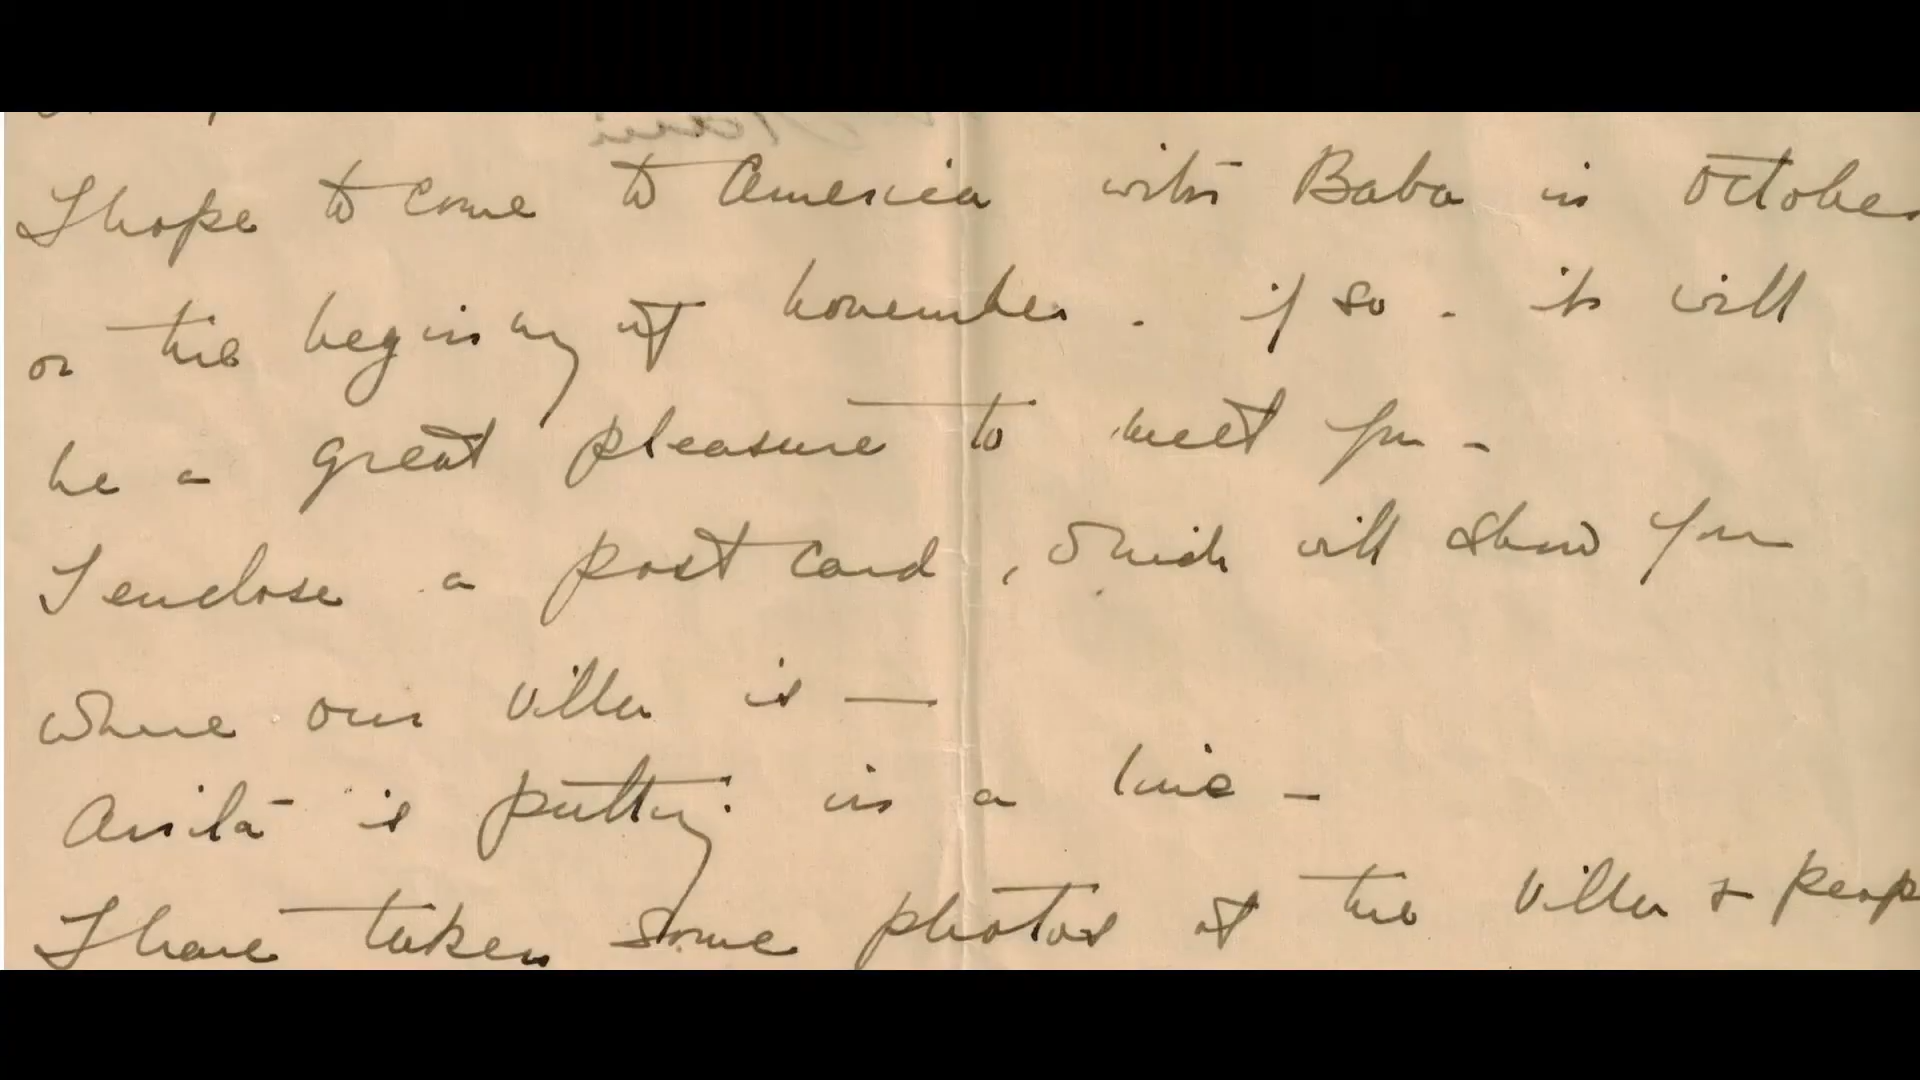 I hope to come to America with Baba in October
or the begining of November. if so. it will
be a great pleasure to meet you -
I enclose a post card, which will show you
where our villa is —
Anita is putting in a line -
I have taken some photos of the villa &